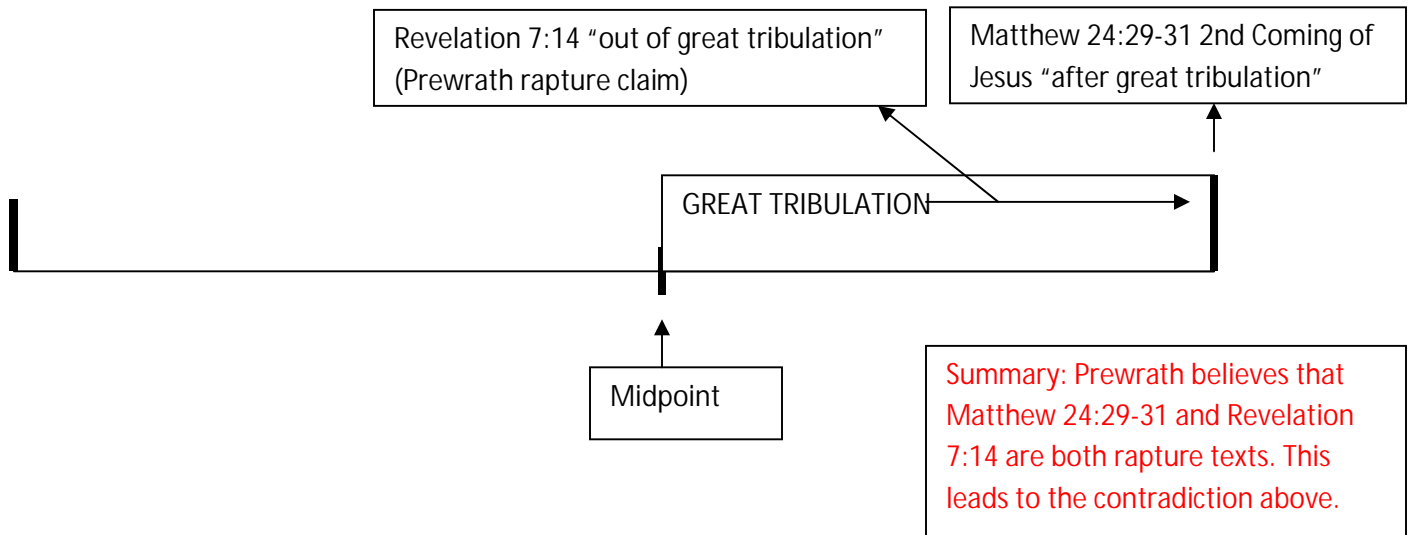 Revelation 7:14 “out of great tribulation”
(Prewrath rapture claim)
Matthew 24:29-31 2nd Coming of
Jesus “after great tribulation”
GREAT TRIBULATION
Midpoint
Summary: Prewrath believes that
Matthew 24:29-31 and Revelation
7:14 are both rapture texts. This
leads to the contradiction above.